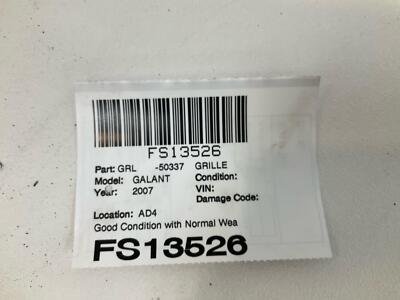 FS13526
Part: GRL -50337 GRILLE
Model: GALANT Condition:
Year: 2007 VIN:
Damage Code:
Location: AD4
Good Condition with Normal Wea
FS13526